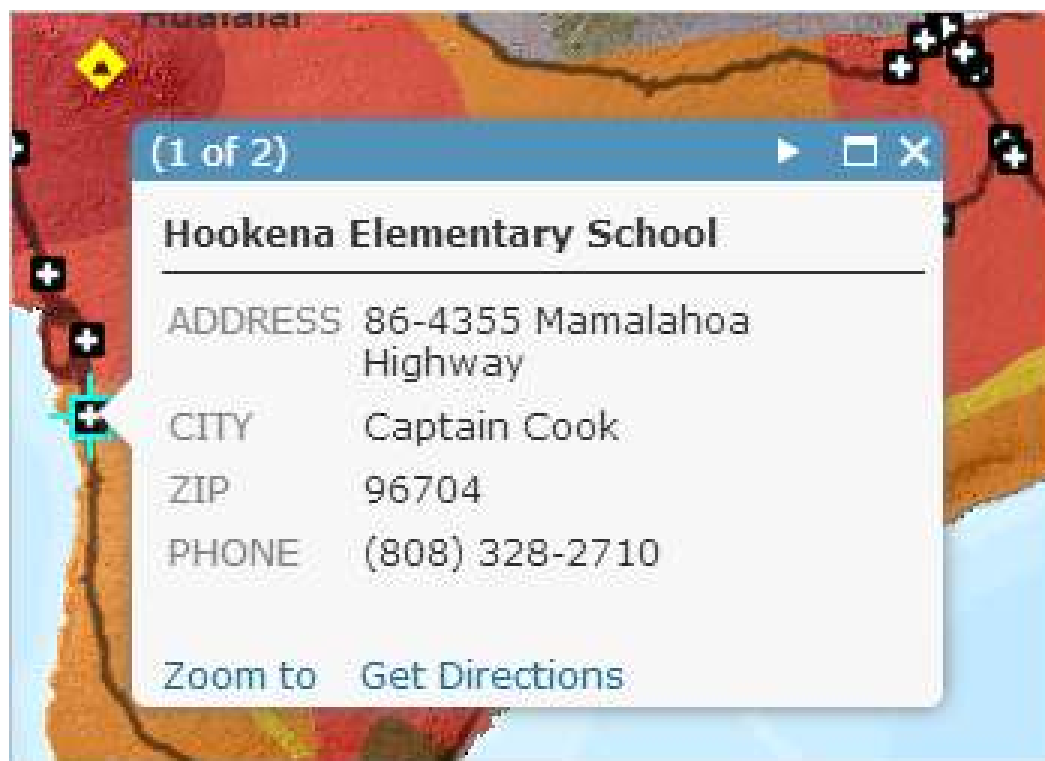 Hualalai
(1 of 2)
Hookena Elementary School
ADDRESS 86-4355 Mamalahoa
Highway
CITY Captain Cook
ZIP 96704
PHONE (808) 328-2710
Zoom to Get Directions